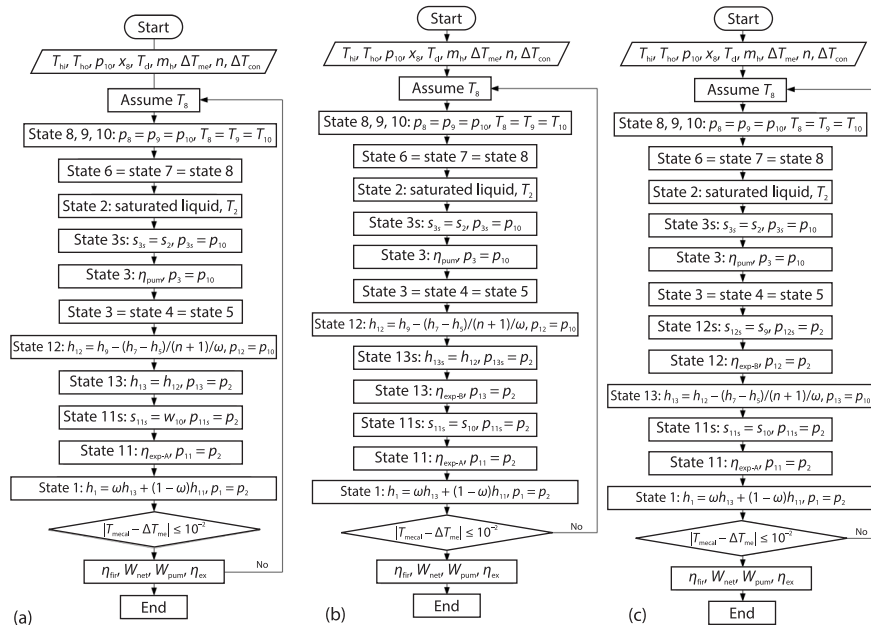 Start
T_hi, T_ho, p_10, x_8, T_d, m_h, ΔT_me, n, ΔT_con
Assume T_8
State 8, 9, 10: p_8 = p_9 = p_10, T_8 = T_9 = T_10
State 6 = state 7 = state 8
State 2: saturated liquid, T_2
State 3s: s_3s = s_2, p_3s = p_10
State 3: η_pum, p_3 = p_10
State 3 = state 4 = state 5
State 12: h_12 = h_9 − (h_7 − h_5)/(n + 1)/ω, p_12 = p_10
State 13: h_13 = h_12, p_13 = p_2
State 11s: s_11s = w_10, p_11s = p_2
State 11: η_exp-A, p_11 = p_2
State 1: h_1 = ωh_13 + (1 − ω)h_11, p_1 = p_2
|T_mecal − ΔT_me| ≤ 10^−2
No
η_fir, W_net, W_pum, η_ex
End
(a)
Start
T_hi, T_ho, p_10, x_8, T_d, m_h, ΔT_me, n, ΔT_con
Assume T_8
State 8, 9, 10: p_8 = p_9 = p_10, T_8 = T_9 = T_10
State 6 = state 7 = state 8
State 2: saturated liquid, T_2
State 3s: s_3s = s_2, p_3s = p_10
State 3: η_pum, p_3 = p_10
State 3 = state 4 = state 5
State 12: h_12 = h_9 − (h_7 − h_5)/(n + 1)/ω, p_12 = p_10
State 13s: h_13s = h_12, p_13s = p_2
State 13: η_exp-B, p_13 = p_2
State 11s: s_11s = s_10, p_11s = p_2
State 11: η_exp-A, p_11 = p_2
State 1: h_1 = ωh_13 + (1 − ω)h_11, p_1 = p_2
|T_mecal − ΔT_me| ≤ 10^−2
No
η_fir, W_net, W_pum, η_ex
End
(b)
Start
T_hi, T_ho, p_10, x_8, T_d, m_h, ΔT_me, n, ΔT_con
Assume T_8
State 8, 9, 10: p_8 = p_9 = p_10, T_8 = T_9 = T_10
State 6 = state 7 = state 8
State 2: saturated liquid, T_2
State 3s: s_3s = s_2, p_3s = p_10
State 3: η_pum, p_3 = p_10
State 3 = state 4 = state 5
State 12s: s_12s = s_9, p_12s = p_2
State 12: η_exp-B, p_12 = p_2
State 13: h_13 = h_12 − (h_7 − h_5)/(n + 1)/ω, p_13 = p_10
State 11s: s_11s = s_10, p_11s = p_2
State 11: η_exp-A, p_11 = p_2
State 1: h_1 = ωh_13 + (1 − ω)h_11, p_1 = p_2
|T_mecal − ΔT_me| ≤ 10^−2
No
η_fir, W_net, W_pum, η_ex
End
(c)